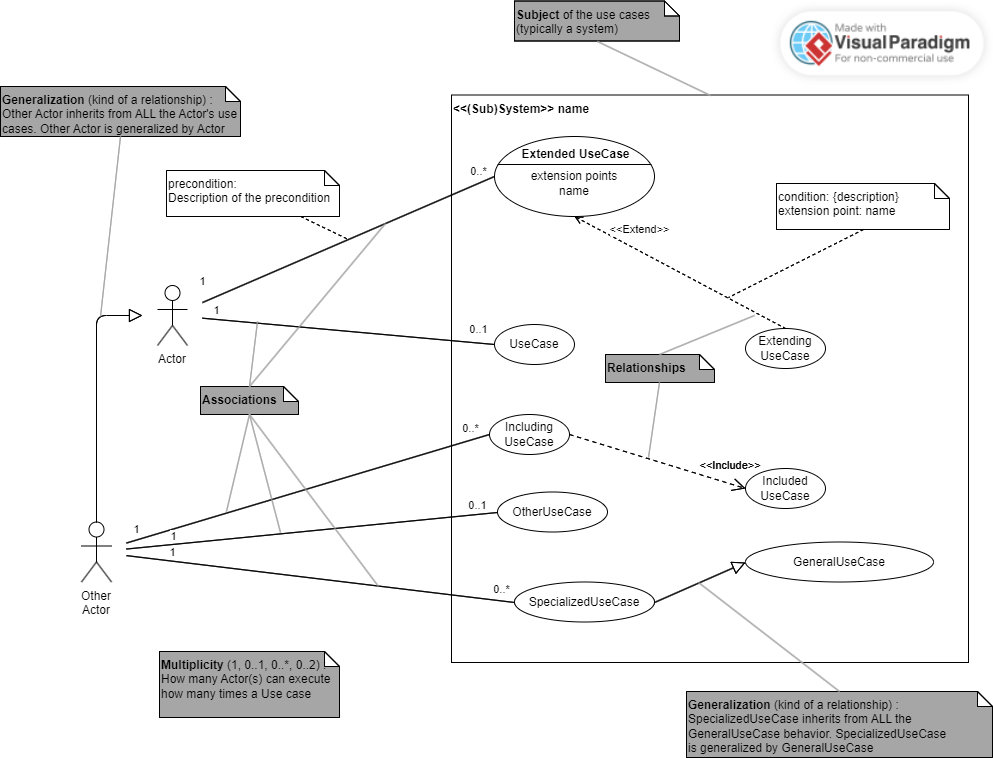 Subject of the use cases
(typically a system)
Made with
Visual Paradigm
For non-commercial use
Generalization (kind of a relationship) :
Other Actor inherits from ALL the Actor's use
cases. Other Actor is generalized by Actor
<<(Sub)System>> name
Extended UseCase
extension points
name
0..*
precondition:
Description of the precondition
condition: {description}
extension point: name
<<Extend>>
1
1
Actor
0..1
UseCase
Extending
UseCase
Relationships
Associations
0..*
Including
UseCase
<<Include>>
Included
UseCase
0..1
OtherUseCase
1
1
1
Other
Actor
GeneralUseCase
0..*
SpecializedUseCase
Multiplicity (1, 0..1, 0..*, 0..2) :
How many Actor(s) can execute
how many times a Use case
Generalization (kind of a relationship) :
SpecializedUseCase inherits from ALL the
GeneralUseCase behavior. SpecializedUseCase
is generalized by GeneralUseCase